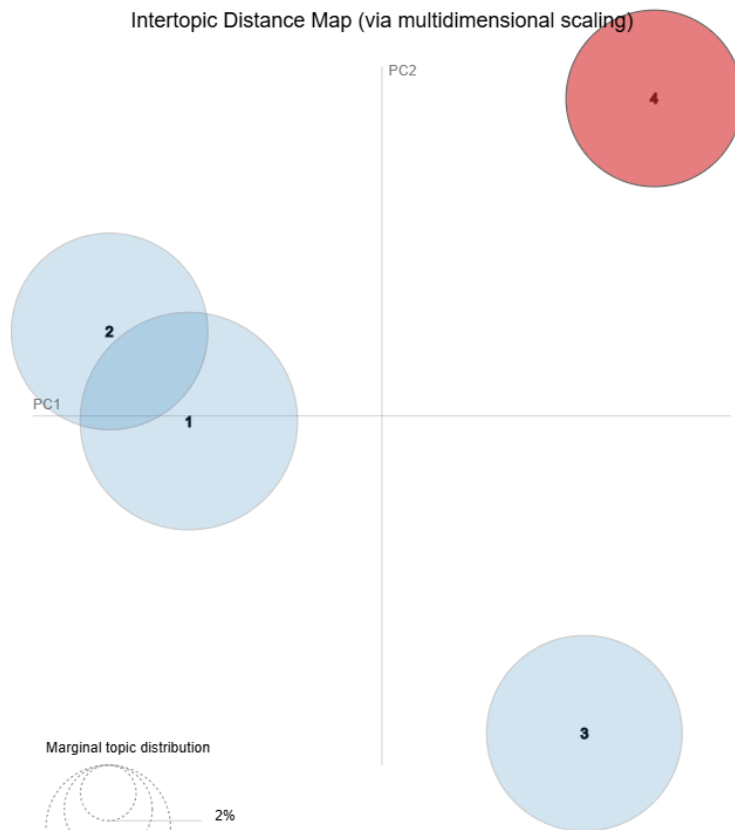 Intertopic Distance Map (via multidimensional scaling)
PC2
4
2
PC1
1
3
Marginal topic distribution
2%